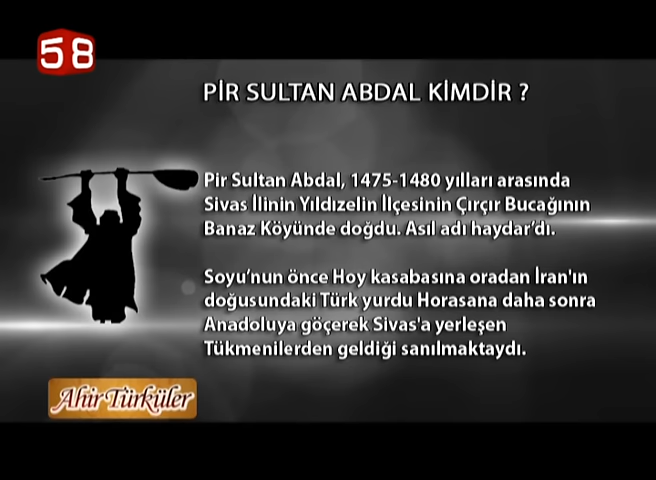 58
PİR SULTAN ABDAL KİMDİR ?
Pir Sultan Abdal, 1475-1480 yılları arasında
Sivas İlinin Yıldızelin İlçesinin Çırçır Bucağının
Banaz Köyünde doğdu. Asıl adı haydar’dı.
Soyu’nun önce Hoy kasabasına oradan İran'ın
doğusundaki Türk yurdu Horasana daha sonra
Anadoluya göçerek Sivas'a yerleşen
Tükmenilerden geldiği sanılmaktaydı.
Ahir Türküler